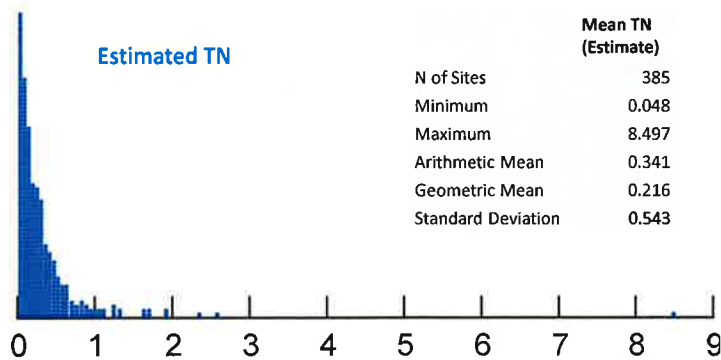 Estimated TN
Mean TN
(Estimate)
N of Sites 385
Minimum 0.048
Maximum 8.497
Arithmetic Mean 0.341
Geometric Mean 0.216
Standard Deviation 0.543
0 1 2 3 4 5 6 7 8 9